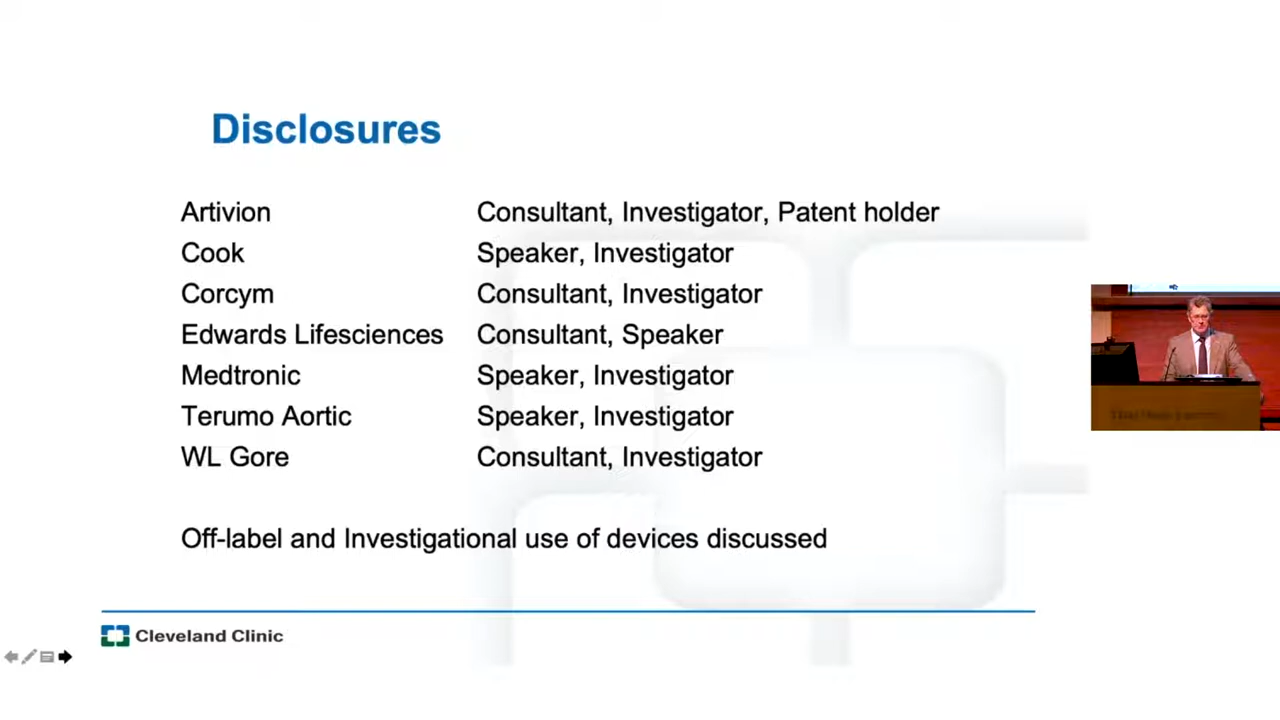 Disclosures
Artivion Consultant, Investigator, Patent holder
Cook Speaker, Investigator
Corcym Consultant, Investigator
Edwards Lifesciences Consultant, Speaker
Medtronic Speaker, Investigator
Terumo Aortic Speaker, Investigator
WL Gore Consultant, Investigator
Off-label and Investigational use of devices discussed
Cleveland Clinic